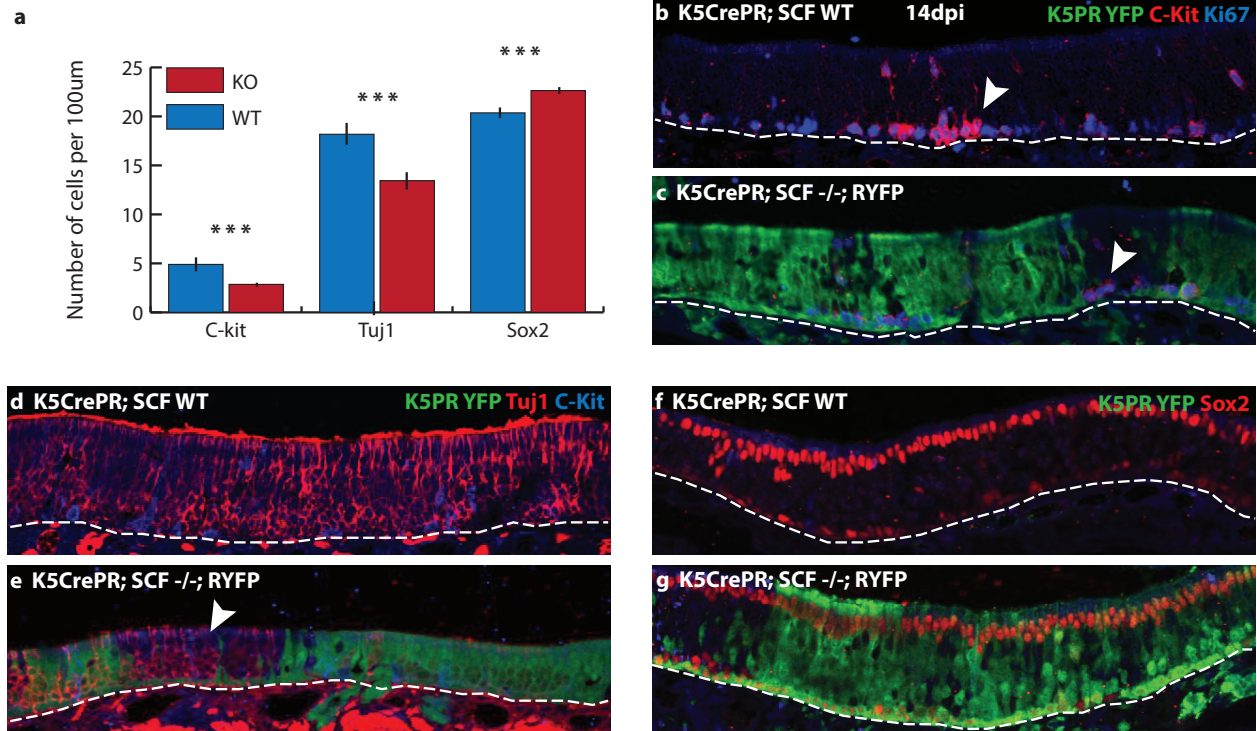 a
Number of cells per 100um
25
20
15
10
5
0
KO
WT
***
***
***
C-kit Tuj1 Sox2
b K5CrePR; SCF WT 14dpi K5PR YFP C-Kit Ki67
c K5CrePR; SCF -/-; RYFP
d K5CrePR; SCF WT K5PR YFP Tuj1 C-Kit
e K5CrePR; SCF -/-; RYFP
f K5CrePR; SCF WT K5PR YFP Sox2
g K5CrePR; SCF -/-; RYFP